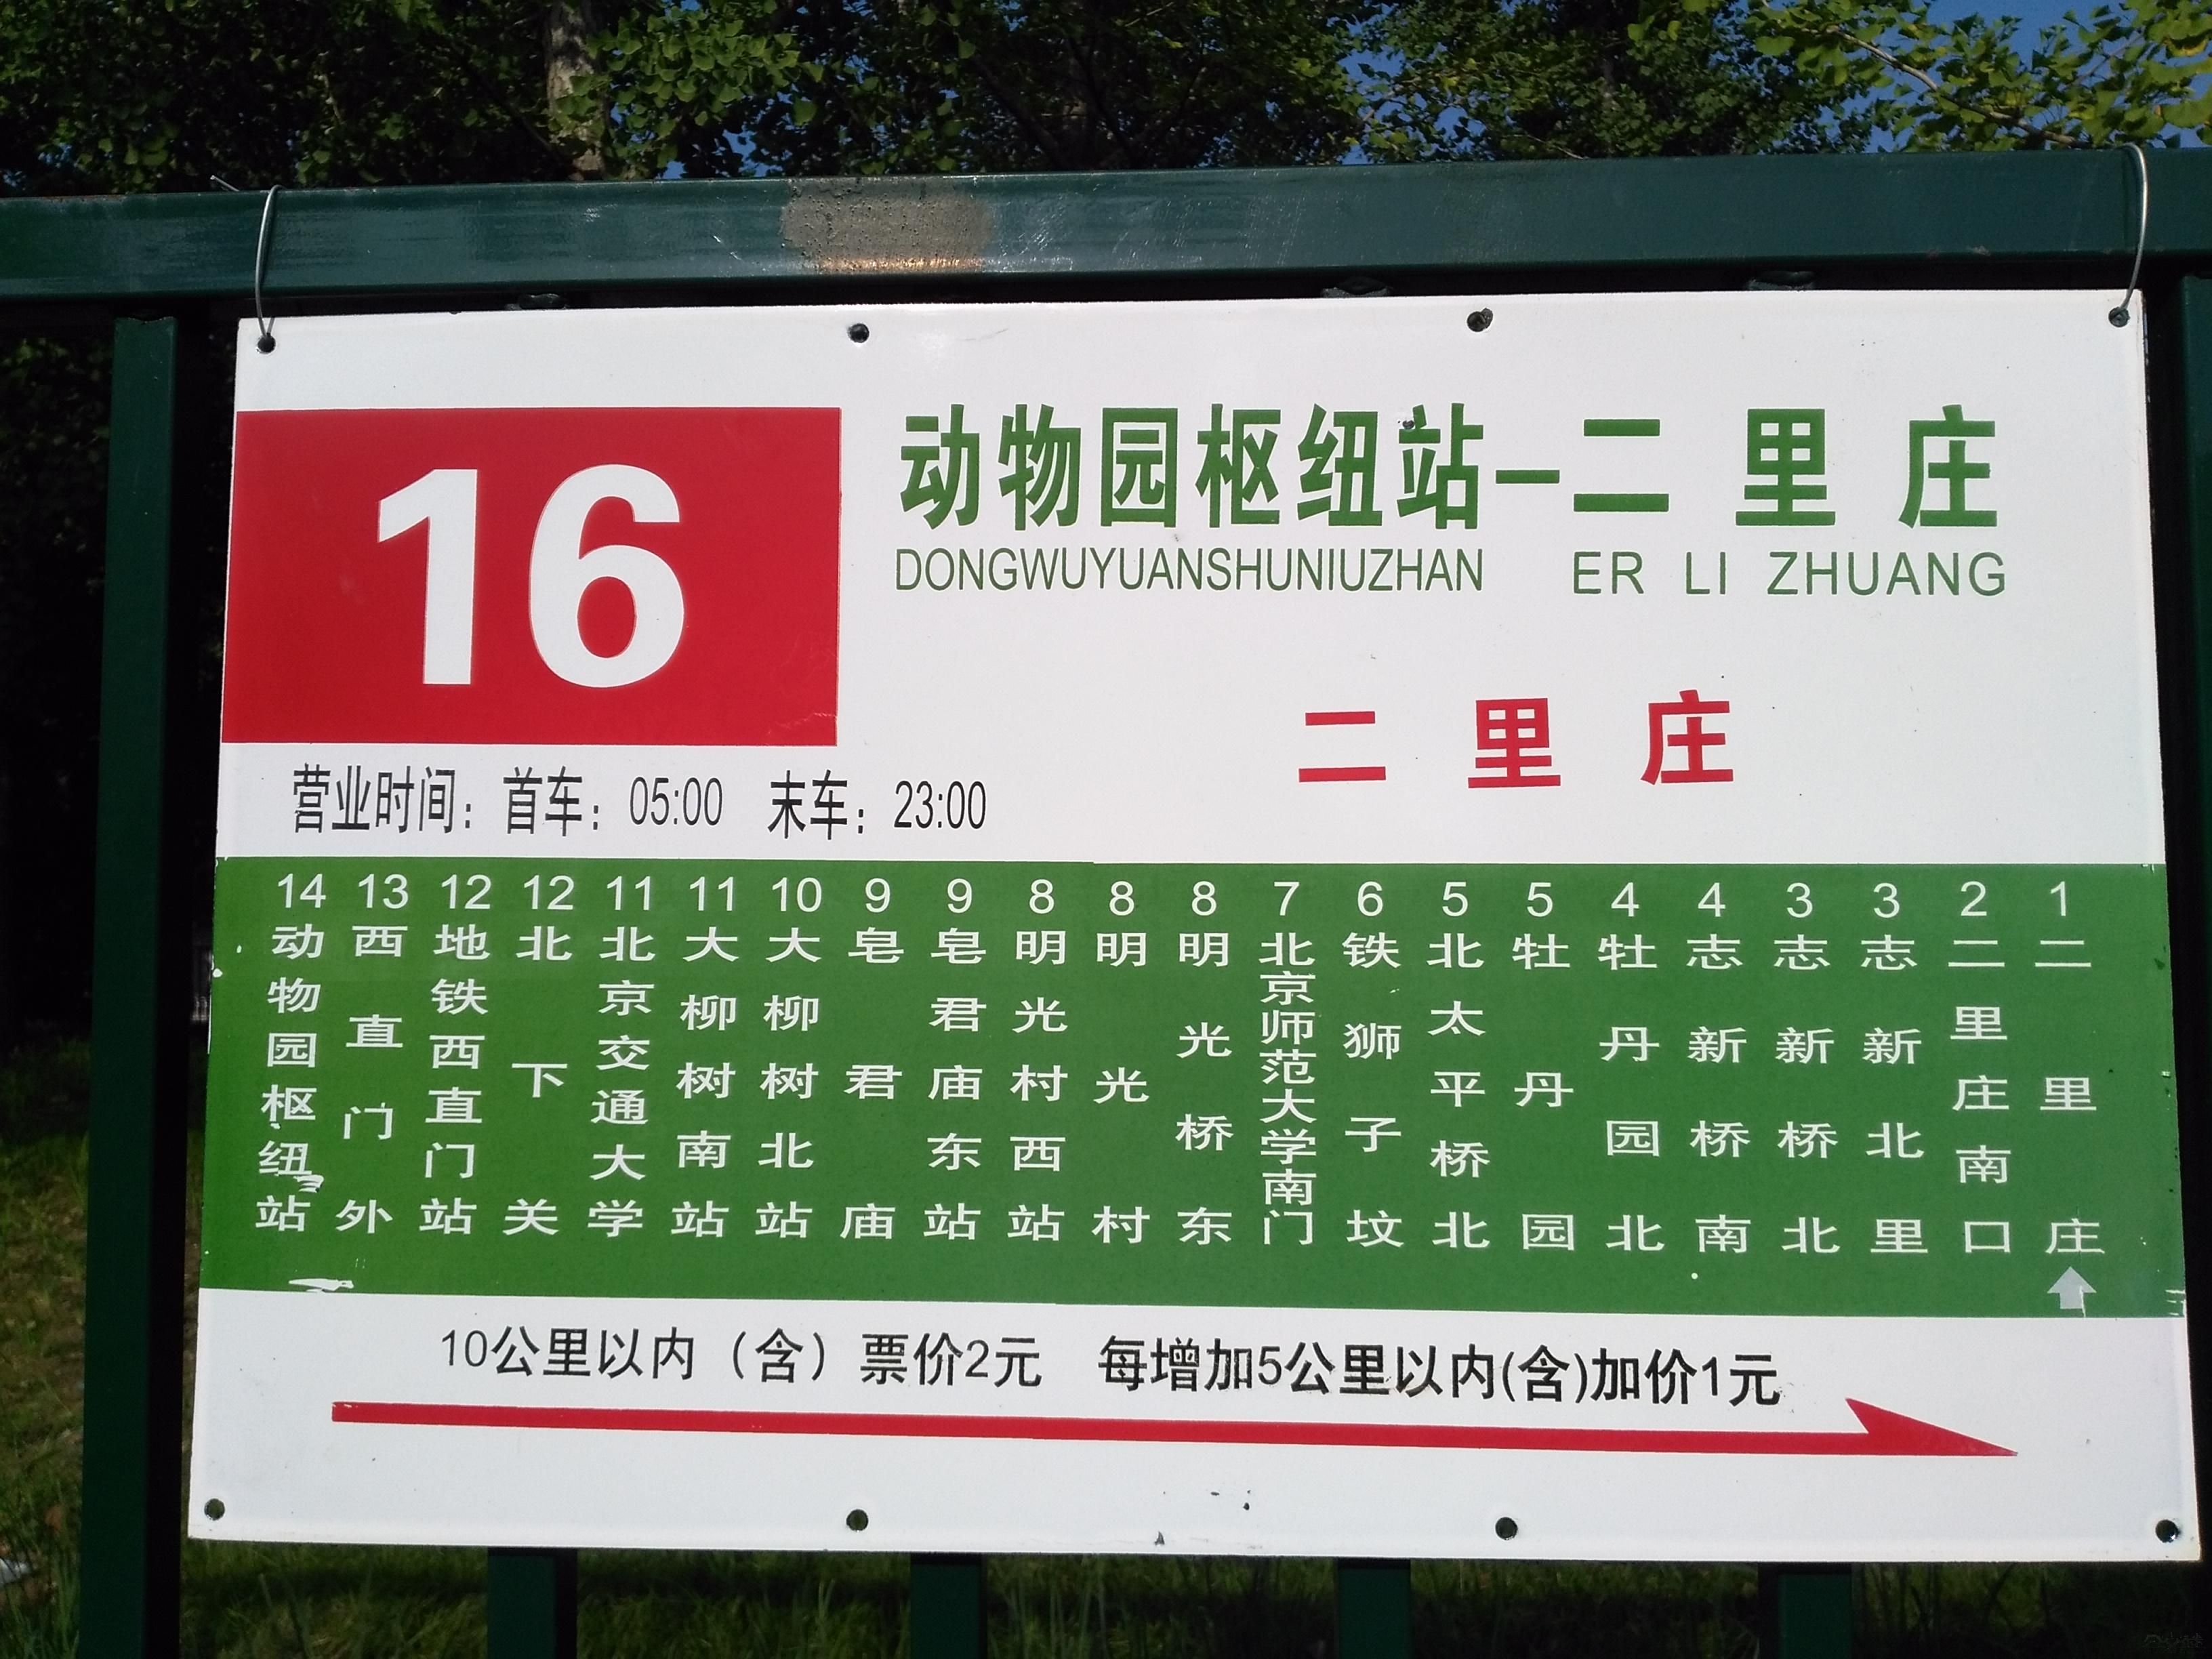 16
动物园枢纽站–二里庄
DONGWUYUANSHUNIUZHAN ER LI ZHUANG
二里庄
营业时间：首车：05:00 末车：23:00
14 动物园枢纽站
13 西直门外
12 地铁西直门站
12 北下关
11 北京交通大学
11 大柳树南站
10 大柳树北站
9 皂君庙
9 皂君庙东站
8 明光村西站
8 明光村
8 明光桥东
7 北京师范大学南门
6 铁狮子坟
5 北太平桥北
5 牡丹园
4 牡丹园北
4 志新桥南
3 志新桥北
3 志新北里
2 二里庄南口
1 二里庄
10公里以内（含）票价2元 每增加5公里以内(含)加价1元